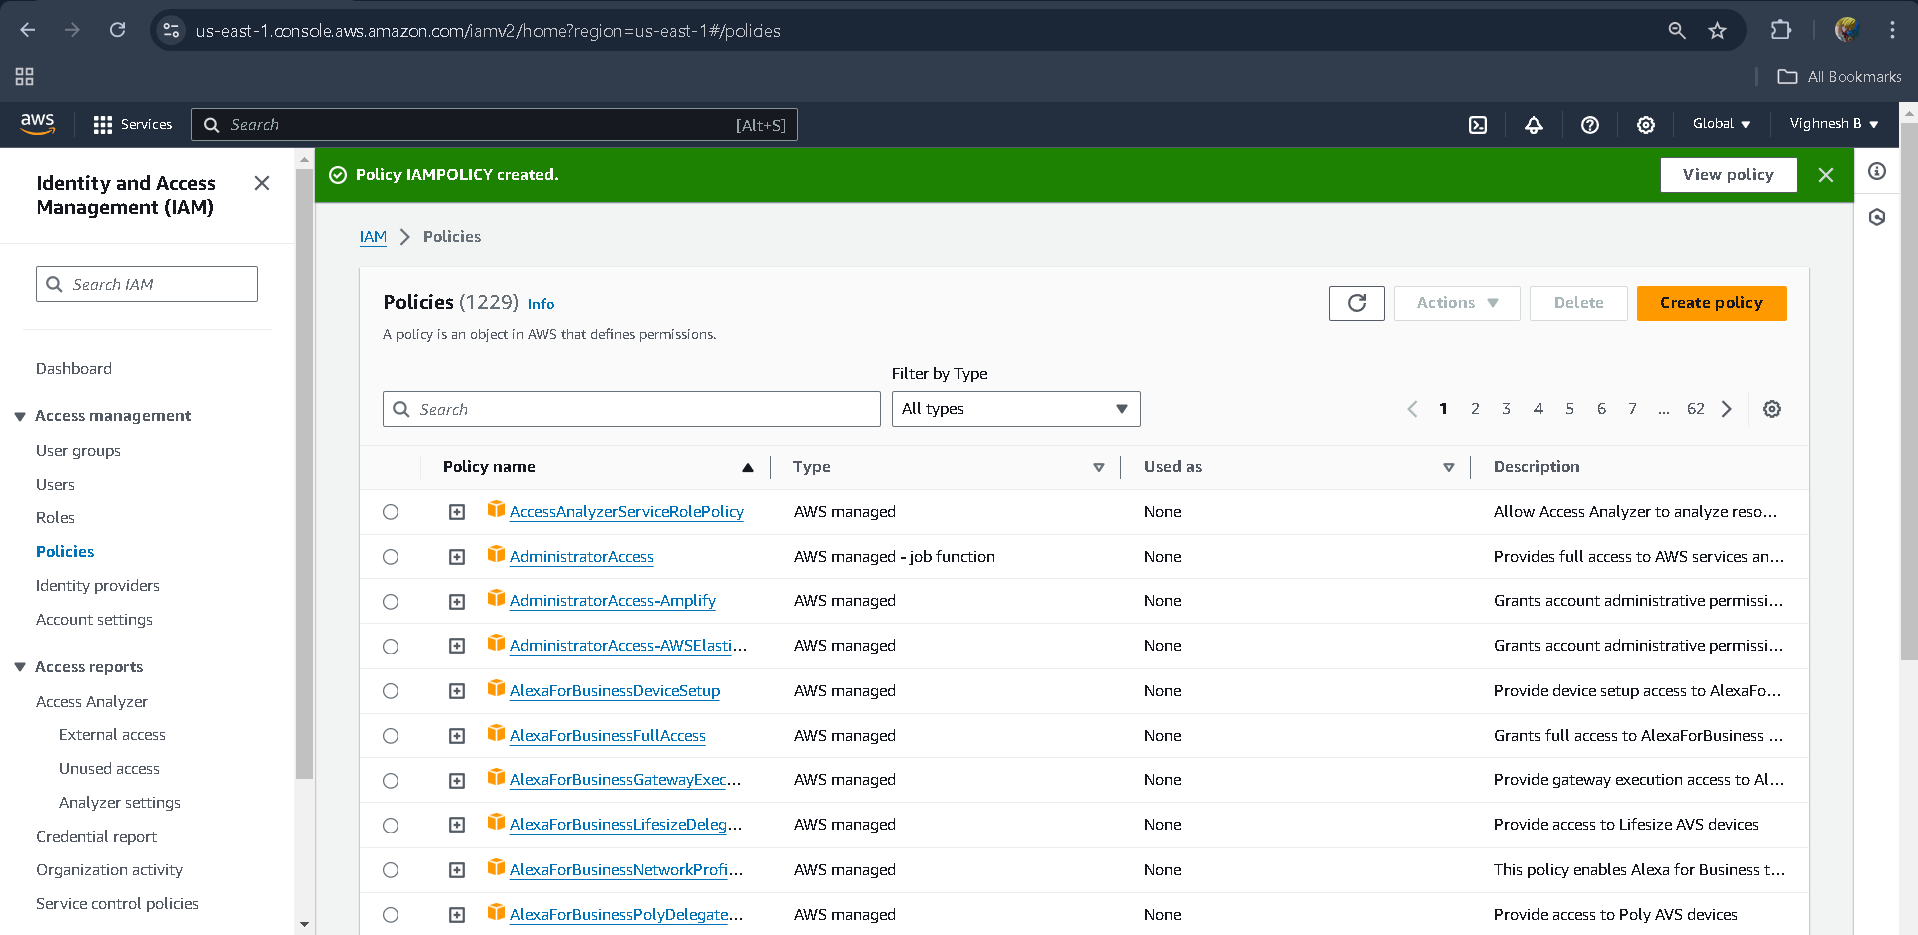 us-east-1.console.aws.amazon.com/iamv2/home?region=us-east-1#/policies
All Bookmarks
aws
Services
Search
[Alt+S]
Global
Vighnesh B
Identity and Access
Management (IAM)
Search IAM
Dashboard
Access management
User groups
Users
Roles
Policies
Identity providers
Account settings
Access reports
Access Analyzer
External access
Unused access
Analyzer settings
Credential report
Organization activity
Service control policies
Policy IAMPOLICY created.
View policy
IAM > Policies
Policies (1229) Info
A policy is an object in AWS that defines permissions.
Actions
Delete
Create policy
Filter by Type
Search
All types
1 2 3 4 5 6 7 ... 62
Policy name Type Used as Description
AccessAnalyzerServiceRolePolicy AWS managed None Allow Access Analyzer to analyze reso...
AdministratorAccess AWS managed - job function None Provides full access to AWS services an...
AdministratorAccess-Amplify AWS managed None Grants account administrative permissi...
AdministratorAccess-AWSElasti... AWS managed None Grants account administrative permissi...
AlexaForBusinessDeviceSetup AWS managed None Provide device setup access to AlexaFo...
AlexaForBusinessFullAccess AWS managed None Grants full access to AlexaForBusiness ...
AlexaForBusinessGatewayExec... AWS managed None Provide gateway execution access to Al...
AlexaForBusinessLifesizeDeleg... AWS managed None Provide access to Lifesize AVS devices
AlexaForBusinessNetworkProfi... AWS managed None This policy enables Alexa for Business t...
AlexaForBusinessPolyDelegate... AWS managed None Provide access to Poly AVS devices